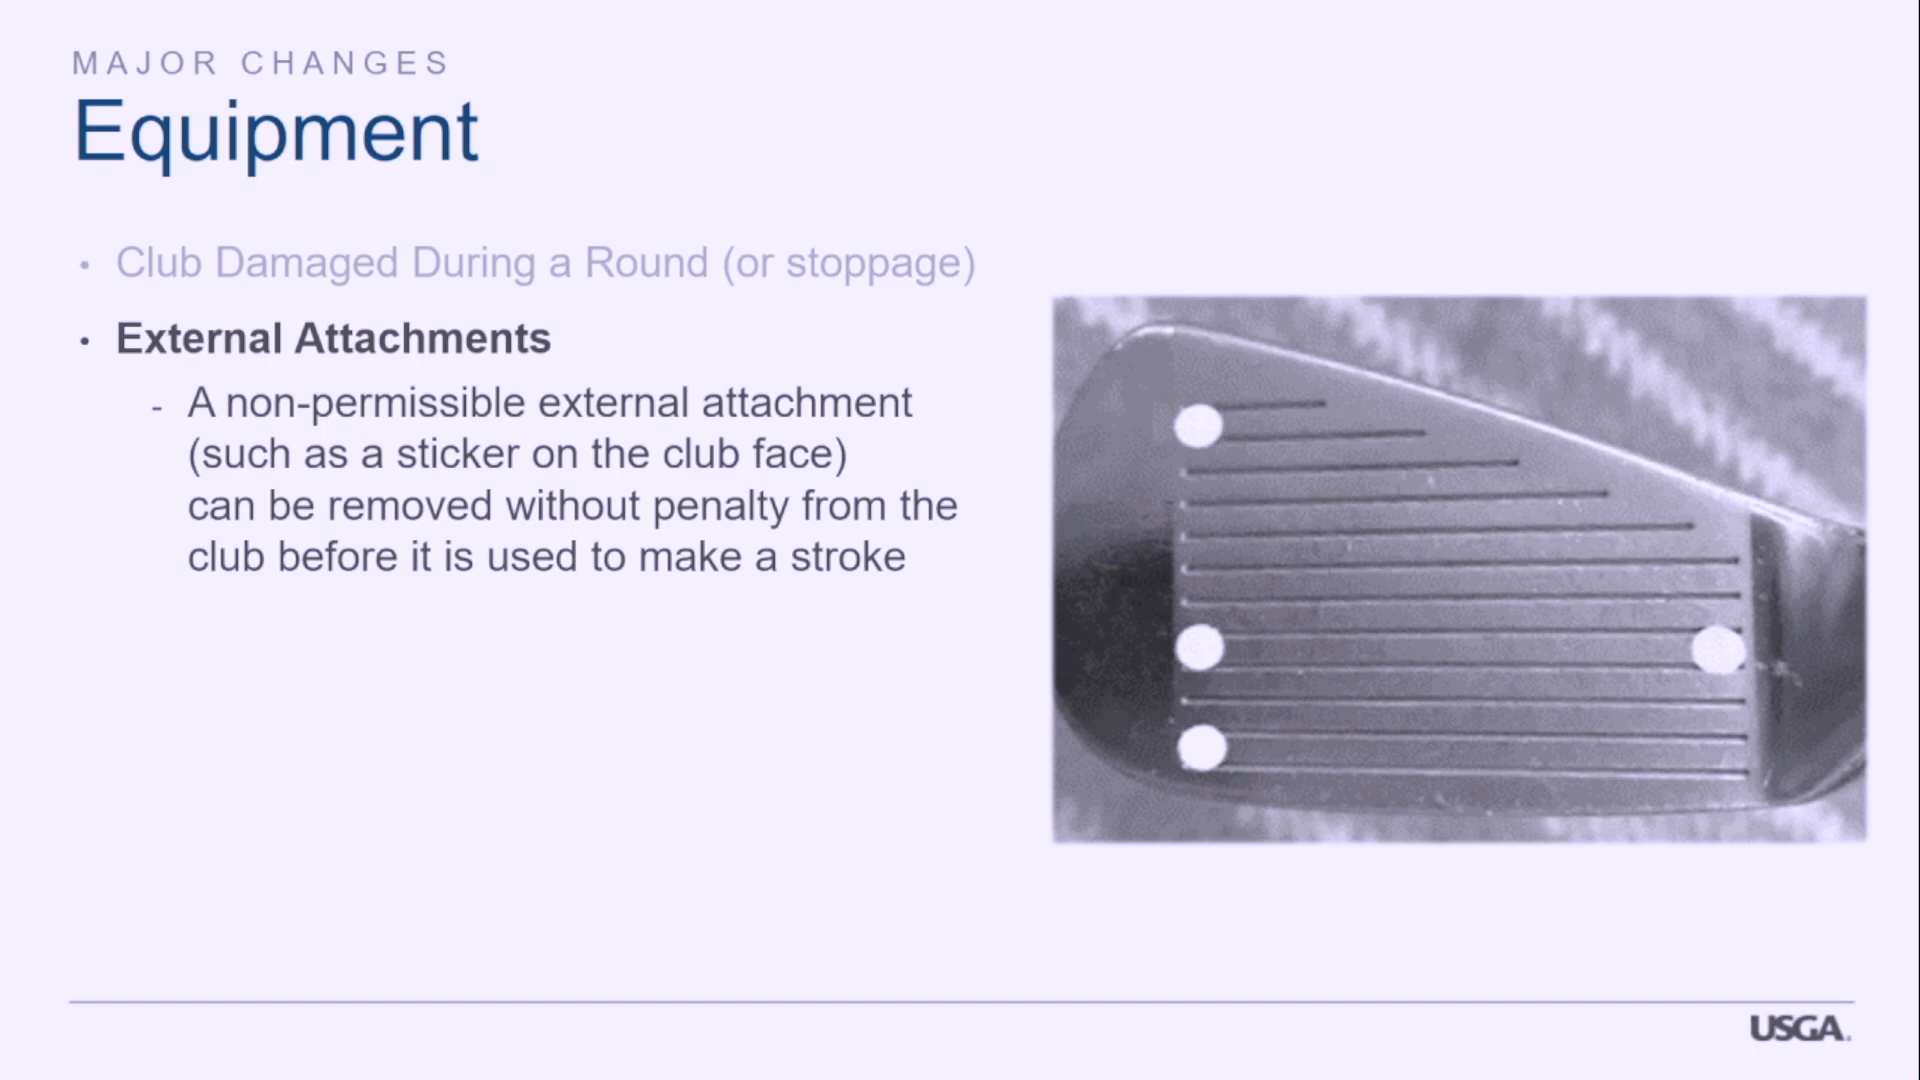 MAJOR CHANGES
Equipment
• Club Damaged During a Round (or stoppage)
• External Attachments
- A non-permissible external attachment
(such as a sticker on the club face)
can be removed without penalty from the
club before it is used to make a stroke
USGA.